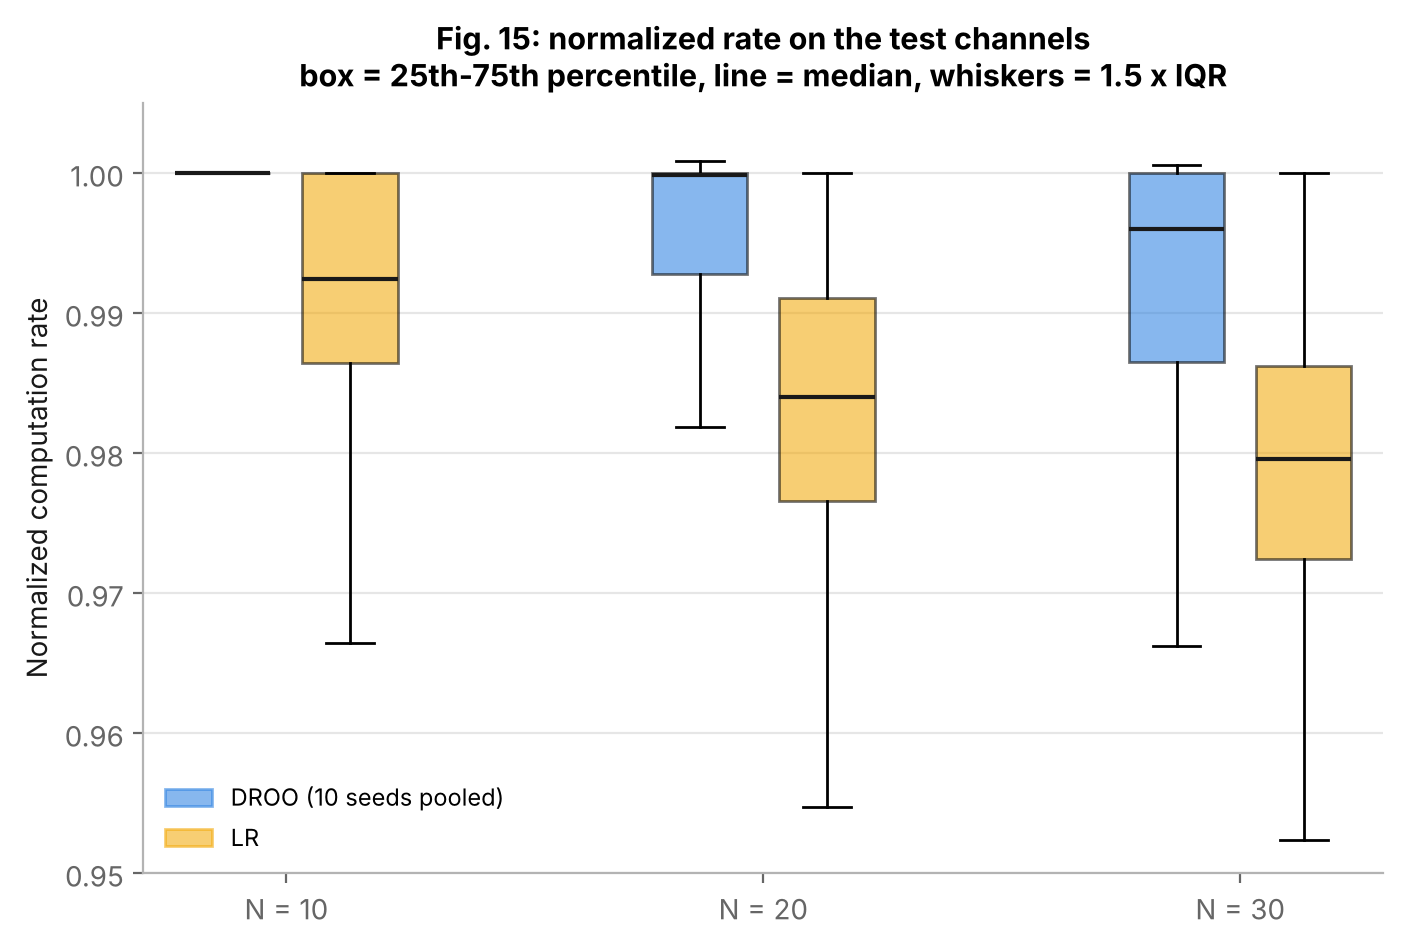 Fig. 15: normalized rate on the test channels
box = 25th-75th percentile, line = median, whiskers = 1.5 x IQR
Normalized computation rate
1.00
0.99
0.98
0.97
0.96
0.95
DROO (10 seeds pooled)
LR
N = 10
N = 20
N = 30